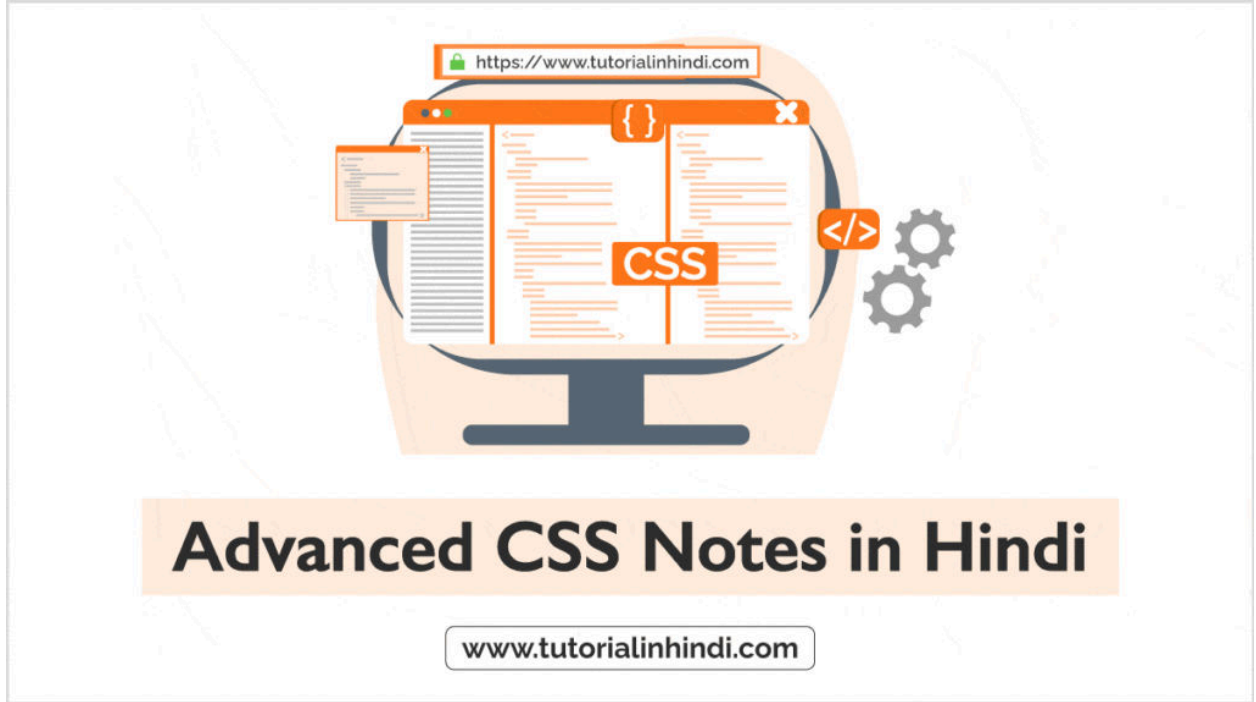 https://www.tutorialinhindi.com
{ }
</>
CSS
Advanced CSS Notes in Hindi
www.tutorialinhindi.com